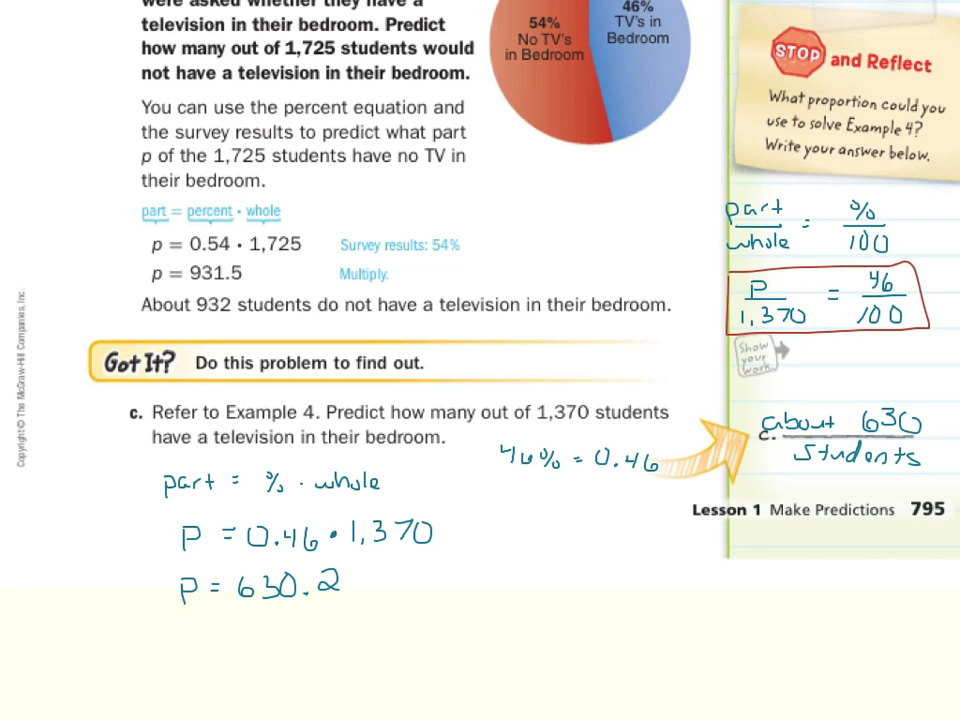 were asked whether they have a
television in their bedroom. Predict
how many out of 1,725 students would
not have a television in their bedroom.
54%
No TV's
in Bedroom
46%
TV's in
Bedroom
You can use the percent equation and
the survey results to predict what part
p of the 1,725 students have no TV in
their bedroom.
part = percent • whole
p = 0.54 • 1,725 Survey results: 54%
p = 931.5 Multiply.
About 932 students do not have a television in their bedroom.
STOP and Reflect
What proportion could you
use to solve Example 4?
Write your answer below.
part/whole = %/100
P/1,370 = 46/100
Show
your
work.
Got It? Do this problem to find out.
c. Refer to Example 4. Predict how many out of 1,370 students
have a television in their bedroom.
46% = 0.46
part = % • whole
P = 0.46 • 1,370
P = 630.2
c. about 630
students
Lesson 1 Make Predictions 795
Copyright © The McGraw-Hill Companies, Inc.